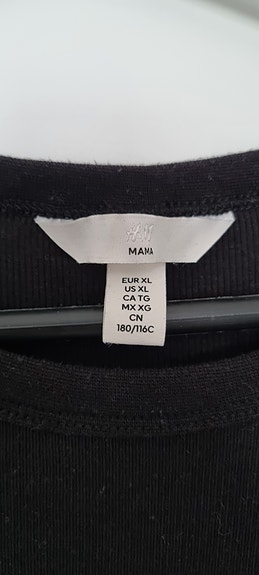 H&M
MAMA
EUR XL
US XL
CA TG
MX XG
CN
180/116C